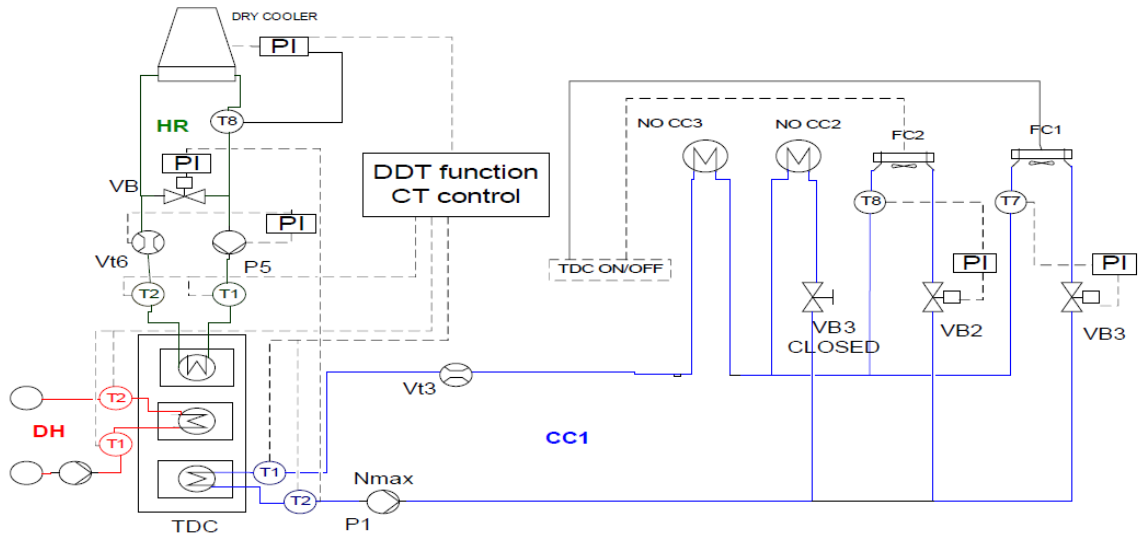 DRY COOLER
PI
T8
HR
PI
VB
PI
Vt6
P5
T2
T1
DDT function
CT control
NO CC3
NO CC2
FC2
FC1
T8
T7
TDC ON/OFF
PI
PI
VB3
CLOSED
VB2
VB3
Vt3
T2
DH
T1
CC1
T1
Nmax
T2
P1
TDC